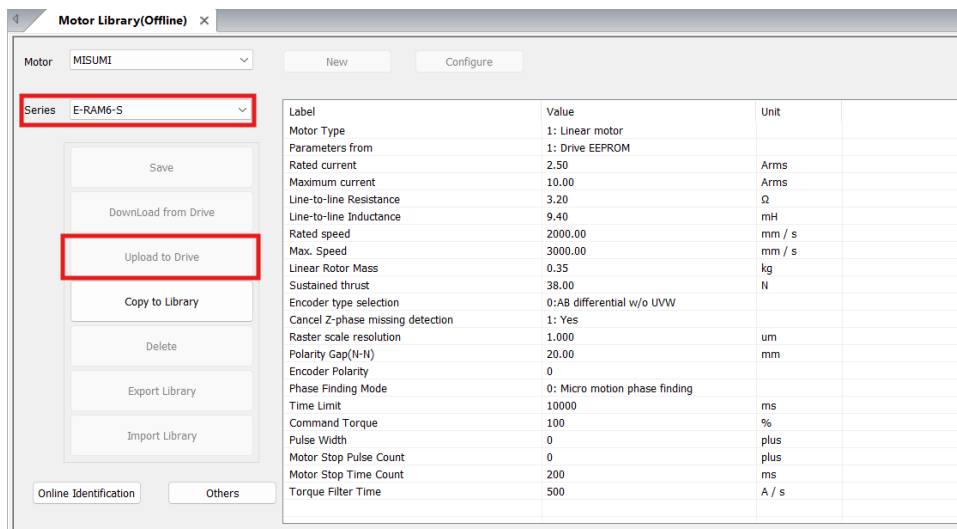 Motor Library(Offline) ×
Motor MISUMI New Configure
Series E-RAM6-S
Save
DownLoad from Drive
Upload to Drive
Copy to Library
Delete
Export Library
Import Library
Online Identification Others
Label Value Unit
Motor Type 1: Linear motor
Parameters from 1: Drive EEPROM
Rated current 2.50 Arms
Maximum current 10.00 Arms
Line-to-line Resistance 3.20 Ω
Line-to-line Inductance 9.40 mH
Rated speed 2000.00 mm / s
Max. Speed 3000.00 mm / s
Linear Rotor Mass 0.35 kg
Sustained thrust 38.00 N
Encoder type selection 0:AB differential w/o UVW
Cancel Z-phase missing detection 1: Yes
Raster scale resolution 1.000 um
Polarity Gap(N-N) 20.00 mm
Encoder Polarity 0
Phase Finding Mode 0: Micro motion phase finding
Time Limit 10000 ms
Command Torque 100 %
Pulse Width 0 plus
Motor Stop Pulse Count 0 plus
Motor Stop Time Count 200 ms
Torque Filter Time 500 A / s